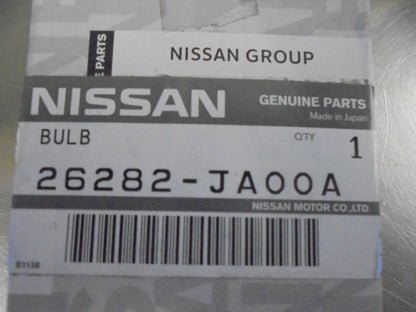 NISSAN GROUP
E PARTS
NISSAN
GENUINE PARTS
Made in Japan
BULB
QTY
1
26282-JA00A
NISSAN MOTOR CO.,LTD.
B1138